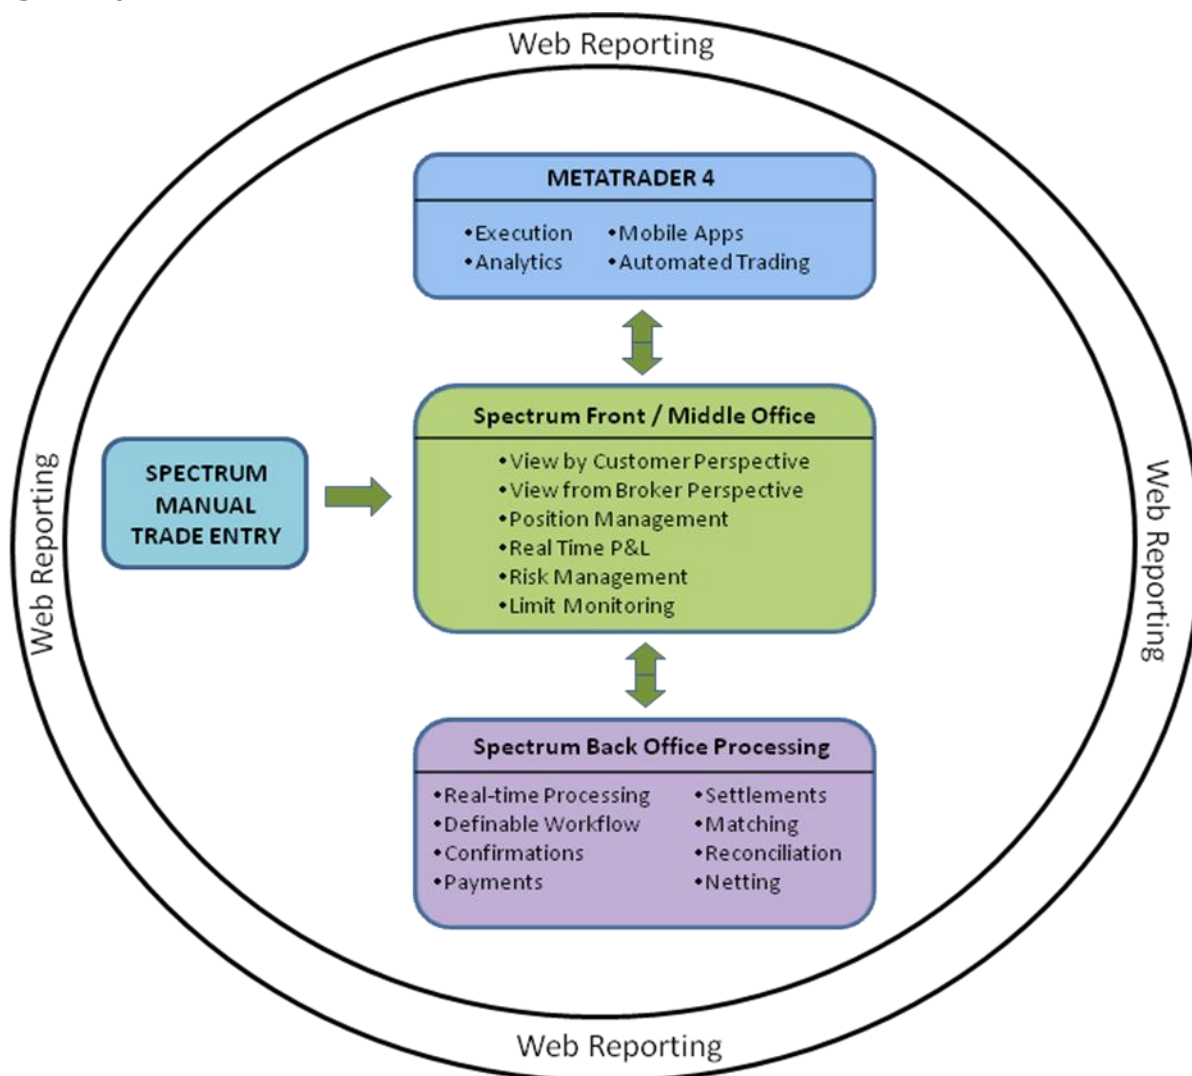 Web Reporting
METATRADER 4
•Execution •Mobile Apps
•Analytics •Automated Trading
Spectrum Front / Middle Office
•View by Customer Perspective
•View from Broker Perspective
•Position Management
•Real Time P&L
•Risk Management
•Limit Monitoring
SPECTRUM
MANUAL
TRADE ENTRY
Web Reporting
Web Reporting
Spectrum Back Office Processing
•Real-time Processing •Settlements
•Definable Workflow •Matching
•Confirmations •Reconciliation
•Payments •Netting
Web Reporting